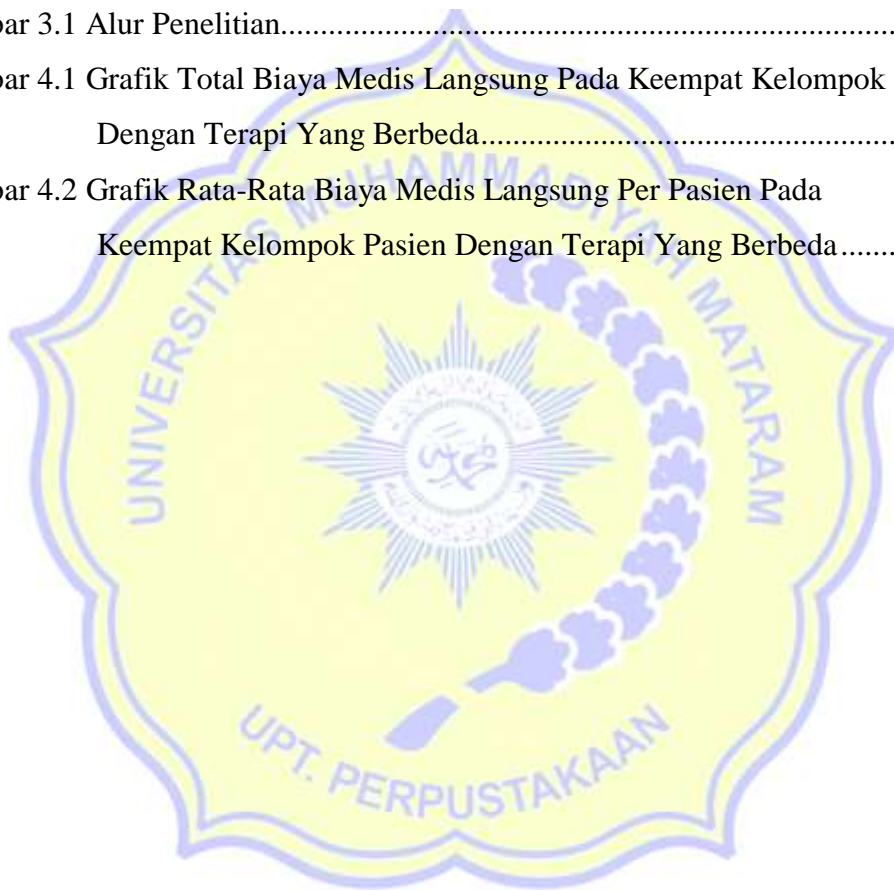 bar 3.1 Alur Penelitian............................................................................
bar 4.1 Grafik Total Biaya Medis Langsung Pada Keempat Kelompok
Dengan Terapi Yang Berbeda...................................................
bar 4.2 Grafik Rata-Rata Biaya Medis Langsung Per Pasien Pada
Keempat Kelompok Pasien Dengan Terapi Yang Berbeda.......
UNIVERSITAS MUHAMMADIYAH MATARAM
UPT. PERPUSTAKAAN